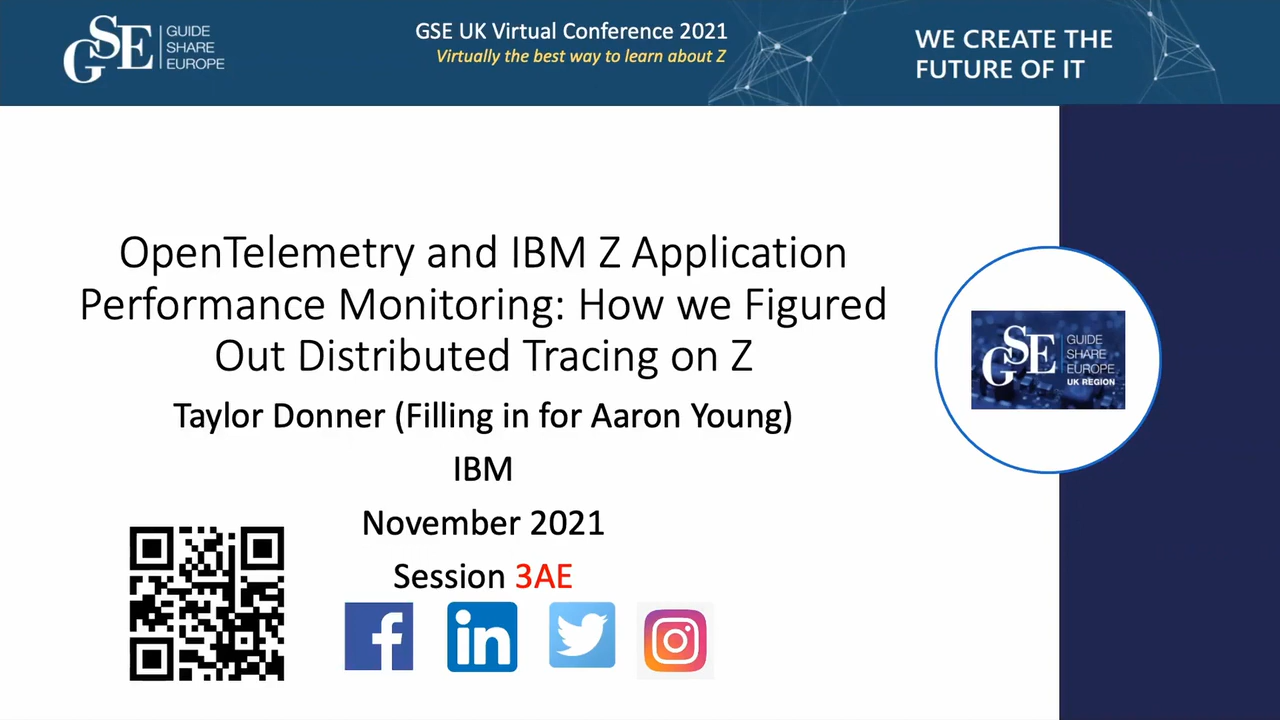 GSE GUIDE
SHARE
EUROPE
GSE UK Virtual Conference 2021
Virtually the best way to learn about Z
WE CREATE THE
FUTURE OF IT
OpenTelemetry and IBM Z Application
Performance Monitoring: How we Figured
Out Distributed Tracing on Z
Taylor Donner (Filling in for Aaron Young)
IBM
November 2021
Session 3AE
GSE GUIDE
SHARE
EUROPE
UK REGION
f
in